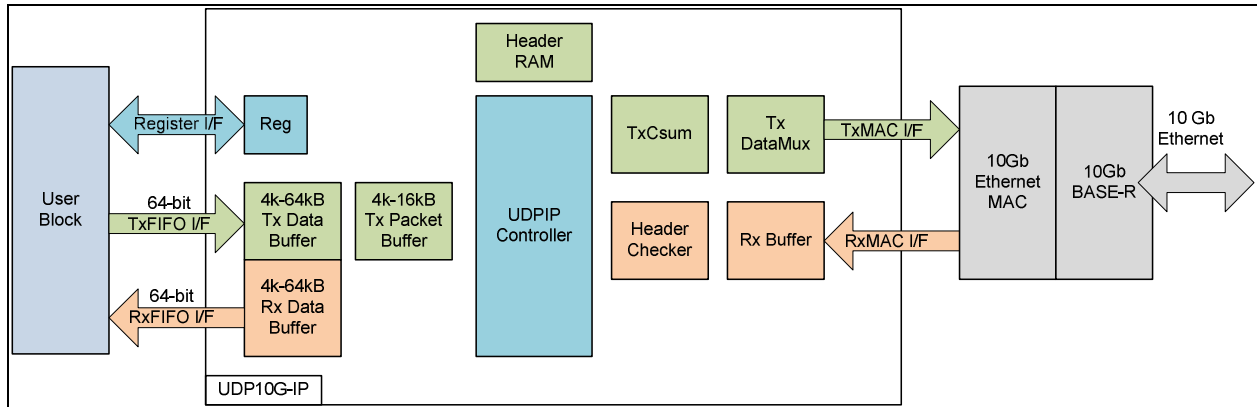 Header
RAM
User
Block
Register I/F
Reg
TxCsum
Tx
DataMux
TxMAC I/F
10Gb
Ethernet
MAC
10Gb
BASE-R
10 Gb
Ethernet
64-bit
TxFIFO I/F
4k-64kB
Tx Data
Buffer
4k-16kB
Tx Packet
Buffer
UDPIP
Controller
Header
Checker
Rx Buffer
RxMAC I/F
64-bit
RxFIFO I/F
4k-64kB
Rx Data
Buffer
UDP10G-IP